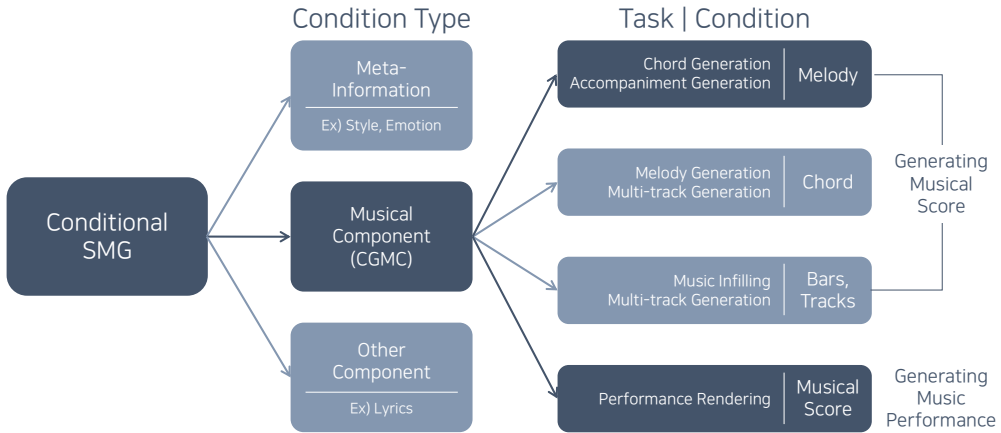 Condition Type
Task | Condition
Conditional
SMG
Meta-
Information
Ex) Style, Emotion
Musical
Component
(CGMC)
Other
Component
Ex) Lyrics
Chord Generation
Accompaniment Generation
Melody
Melody Generation
Multi-track Generation
Chord
Music Infilling
Multi-track Generation
Bars,
Tracks
Performance Rendering
Musical
Score
Generating
Musical
Score
Generating
Music
Performance